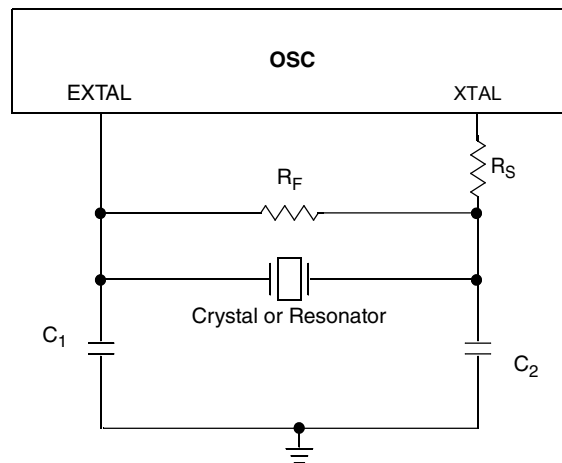 OSC
EXTAL
XTAL
RS
RF
Crystal or Resonator
C1
C2